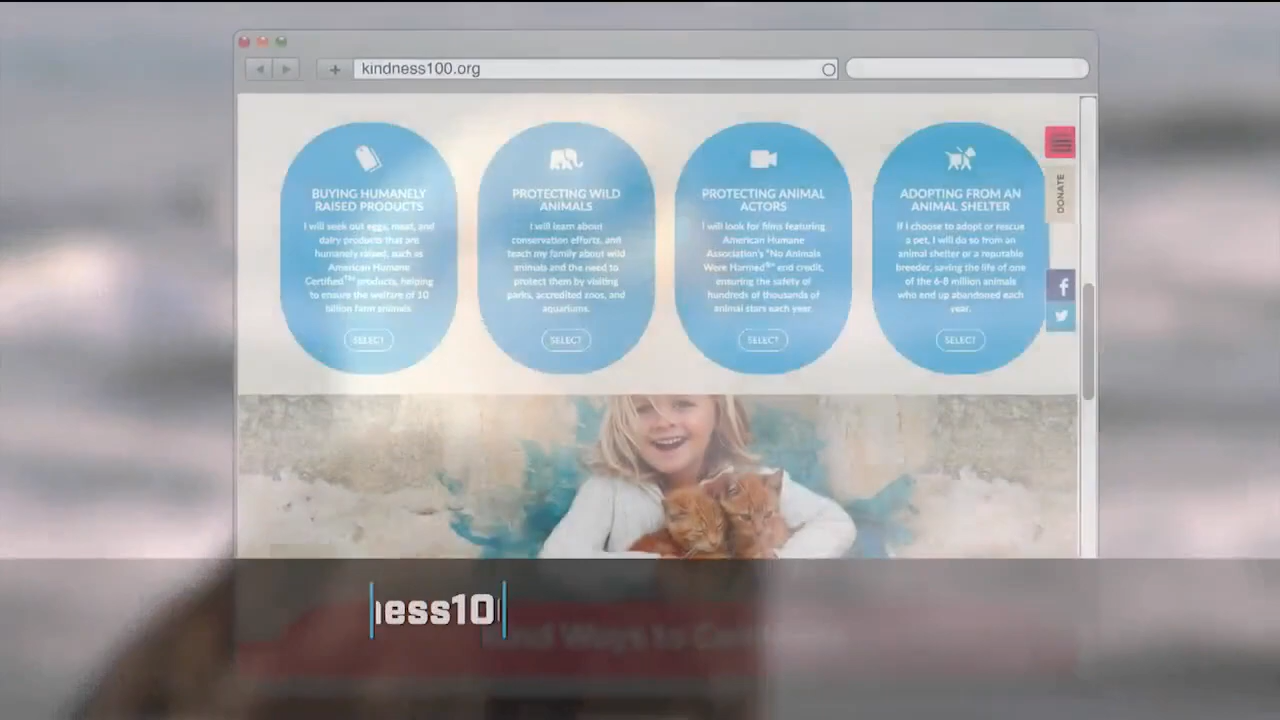 kindness100.org
BUYING HUMANELY
RAISED PRODUCTS
I will seek out eggs, meat, and
dairy products that are
humanely raised, such as
American Humane
Certified™ products, helping
to ensure the welfare of 10
billion farm animals.
SELECT
PROTECTING WILD
ANIMALS
I will learn about
conservation efforts, and
teach my family about wild
animals and the need to
protect them by visiting
parks, accredited zoos, and
aquariums.
SELECT
PROTECTING ANIMAL
ACTORS
I will look for films featuring
American Humane
Association's "No Animals
Were Harmed®" end credit,
ensuring the safety of
hundreds of thousands of
animal stars each year.
SELECT
ADOPTING FROM AN
ANIMAL SHELTER
If I choose to adopt or rescue
a pet, I will do so from an
animal shelter or a reputable
breeder, saving the life of one
of the 6-8 million animals
who end up abandoned each
year.
SELECT
DONATE
f
ness10
Ways to